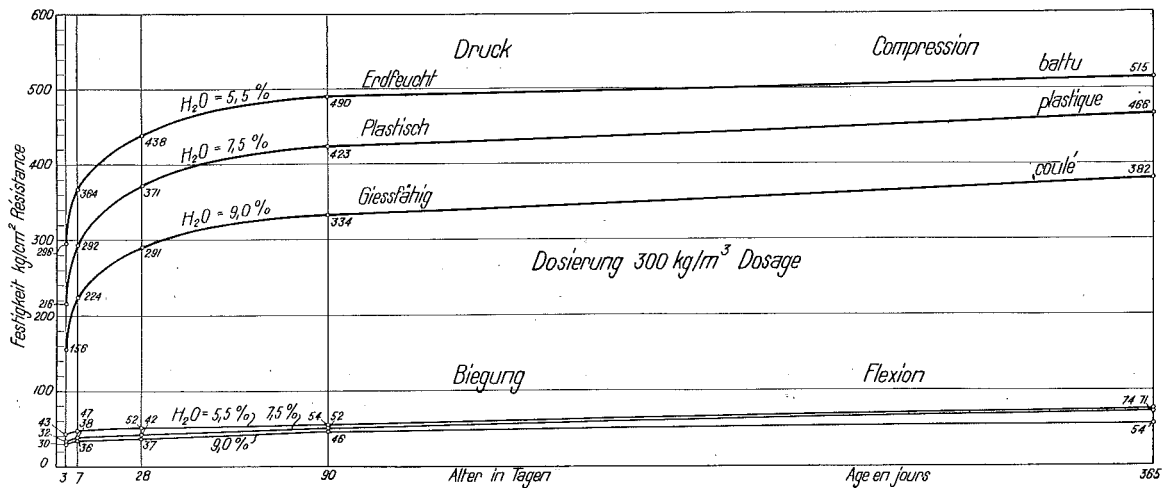 600
500
400
300
298
216
200
100
43
32
30
0
Festigkeit kg/cm² Résistance
Druck
Compression
Erdfeucht
battu
515
H₂O = 5,5 %
490
438
364
Plastisch
plastique
466
H₂O = 7,5 %
423
371
292
Giessfähig
coulé
382
H₂O = 9,0 %
334
291
224
156
Dosierung 300 kg/m³ Dosage
Biegung
Flexion
47
38
36
52 42
37
H₂O = 5,5 %, 7,5 %,
9,0 %
54 52
46
74 71
54
3 7 28 90 Alter in Tagen Age en jours 365